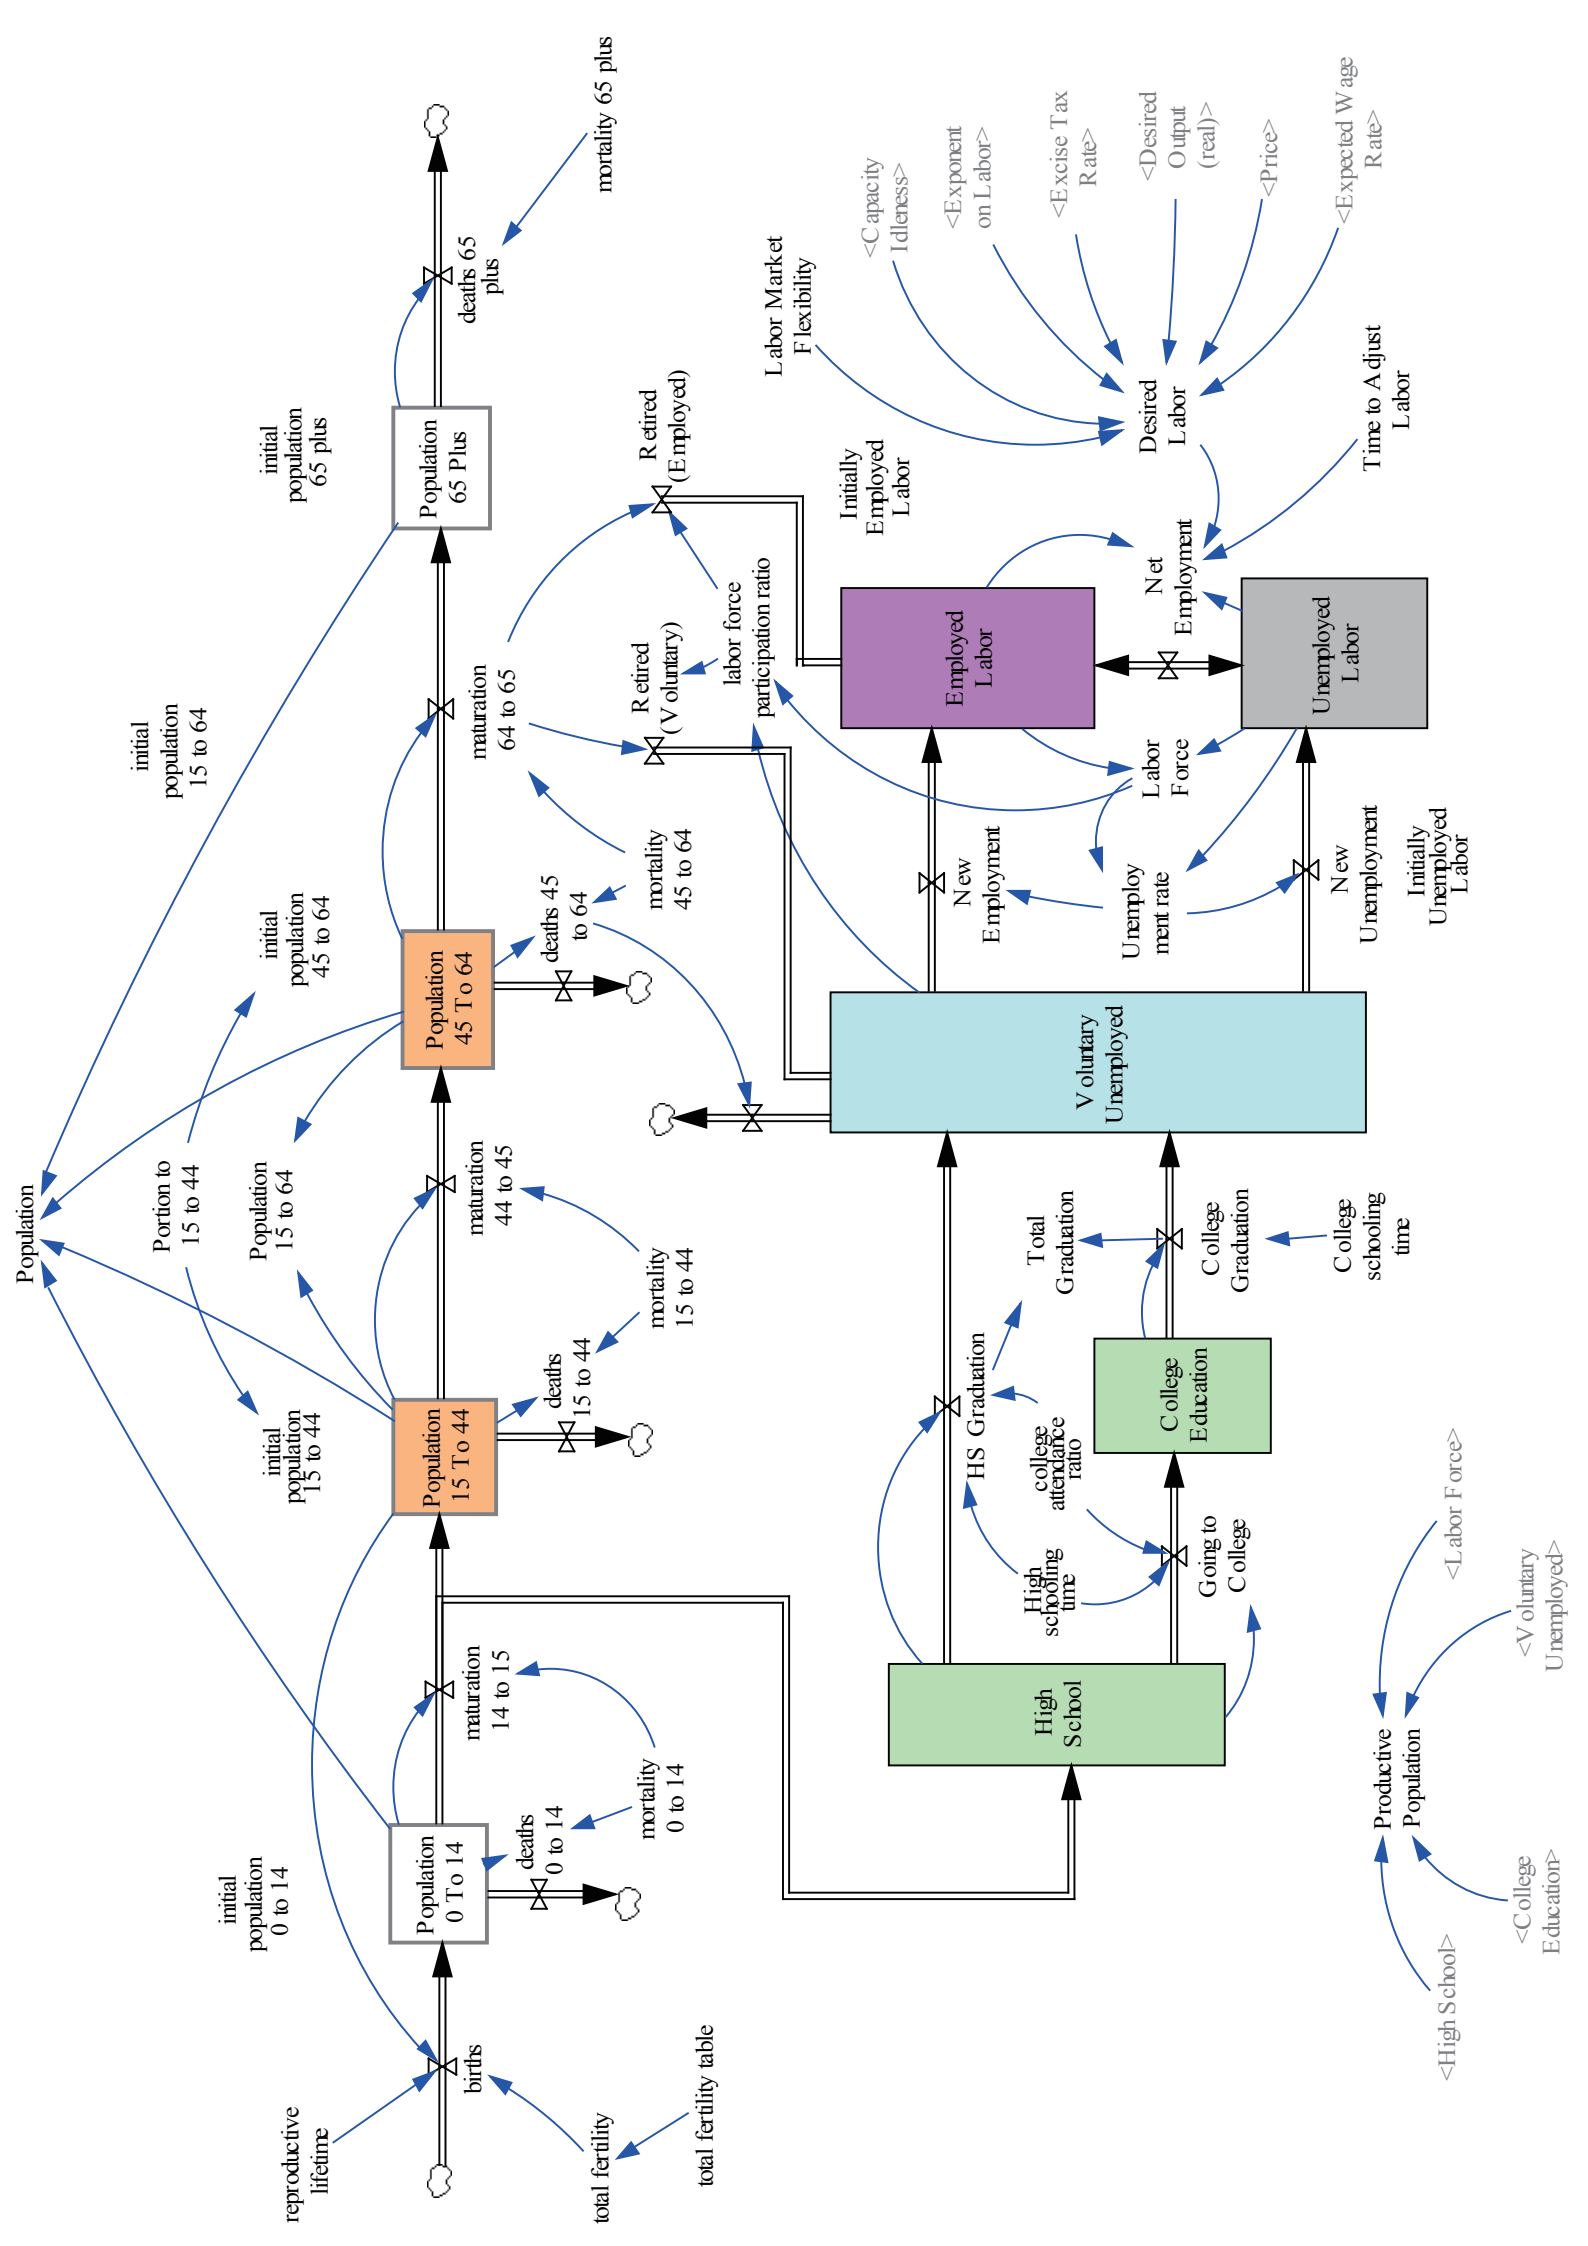 Population
initial
population
15 to 64
initial
population
65 plus
initial
population
45 to 64
Portion to
15 to 44
Population
15 to 64
initial
population
15 to 44
initial
population
0 to 14
reproductive
lifetime
births
total fertility
total fertility table
Population
0 To 14
deaths
0 to 14
mortality
0 to 14
maturation
14 to 15
Population
15 To 44
deaths
15 to 44
mortality
15 to 44
maturation
44 to 45
Population
45 To 64
deaths 45
to 64
mortality
45 to 64
maturation
64 to 65
Population
65 Plus
deaths 65
plus
mortality 65 plus
Retired
(Employed)
Retired
(Voluntary)
labor force
participation ratio
High
School
HS Graduation
High
schooling
time
college
attendance
ratio
Going to
College
College
Education
Total
Graduation
College
Graduation
College
schooling
time
Voluntary
Unemployed
New
Employment
Unemploy
ment rate
New
Unemployment
Initially
Unemployed
Labor
Labor
Force
Employed
Labor
Unemployed
Labor
Initially
Employed
Labor
Net
Employment
Time to Adjust
Labor
Desired
Labor
Labor Market
Flexibility
<Capacity
Idleness>
<Exponent
on Labor>
<Excise Tax
Rate>
<Desired
Output
(real)>
<Price>
<Expected Wage
Rate>
Productive
Population
<High School>
<College
Education>
<Labor Force>
<Voluntary
Unemployed>